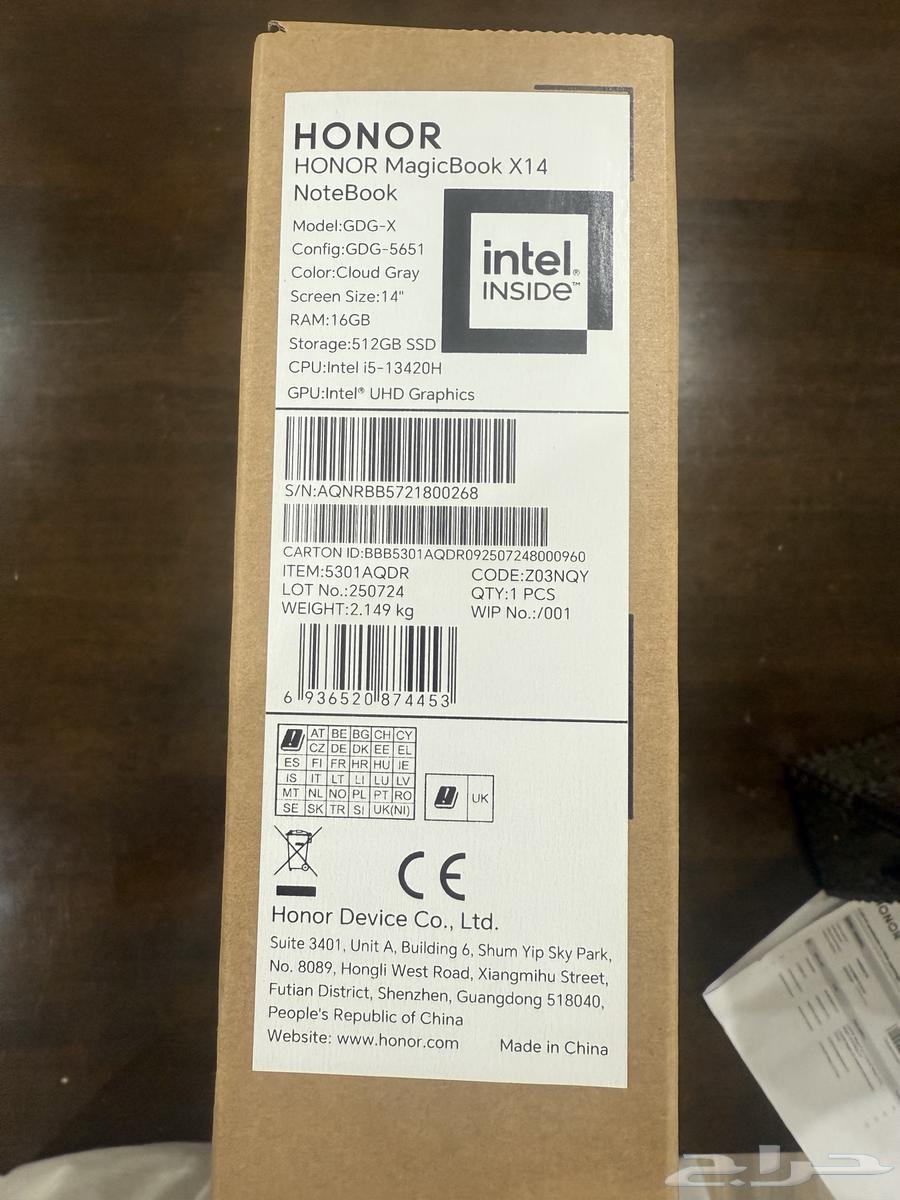 HONOR
HONOR MagicBook X14
NoteBook
Model:GDG-X
Config:GDG-5651
Color:Cloud Gray
Screen Size:14"
RAM:16GB
Storage:512GB SSD
CPU:Intel i5-13420H
GPU:Intel® UHD Graphics
intel®
INSIDE™
S/N:AQNRBB5721800268
CARTON ID:BBB5301AQDR092507248000960
ITEM:5301AQDR CODE:Z03NQY
LOT No.:250724 QTY:1 PCS
WEIGHT:2.149 kg WIP No.:/001
6 936520 874453
AT BE BG CH CY
CZ DE DK EE EL
ES FI FR HR HU IE
IS IT LT LI LU LV
MT NL NO PL PT RO
SE SK TR SI UK(NI)
UK
CE
Honor Device Co., Ltd.
Suite 3401, Unit A, Building 6, Shum Yip Sky Park,
No. 8089, Hongli West Road, Xiangmihu Street,
Futian District, Shenzhen, Guangdong 518040,
People's Republic of China
Website: www.honor.com Made in China
HONOR
حراج